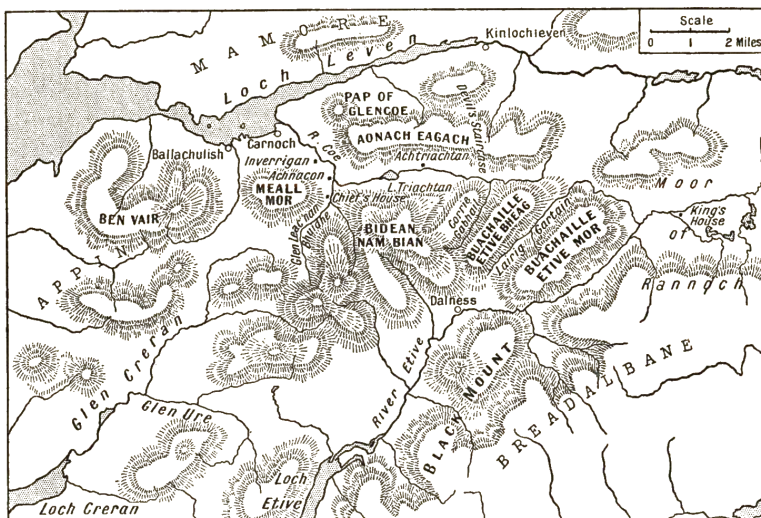 MAMORE
Scale
0 1 2 Miles
Kinlochleven
Loch Leven
PAP OF
GLENCOE
Devil's Staircase
AONACH EAGACH
Carnoch
R. Coe
Ballachulish
Inverrigan
Achtriachtan
Achnacon
L. Triachtan
MEALL
MOR
Chief's House
Moor
BEN VAIR
BIDEAN
NAM BIAN
BUACHAILLE
ETIVE BHEAG
Lairig Gartain
BUACHAILLE
ETIVE MOR
King's
House
of
Rannoch
APPIN
Dalness
Glen Creran
River Etive
BLACK MOUNT
BREADALBANE
Glen Ure
Loch
Etive
Loch Creran